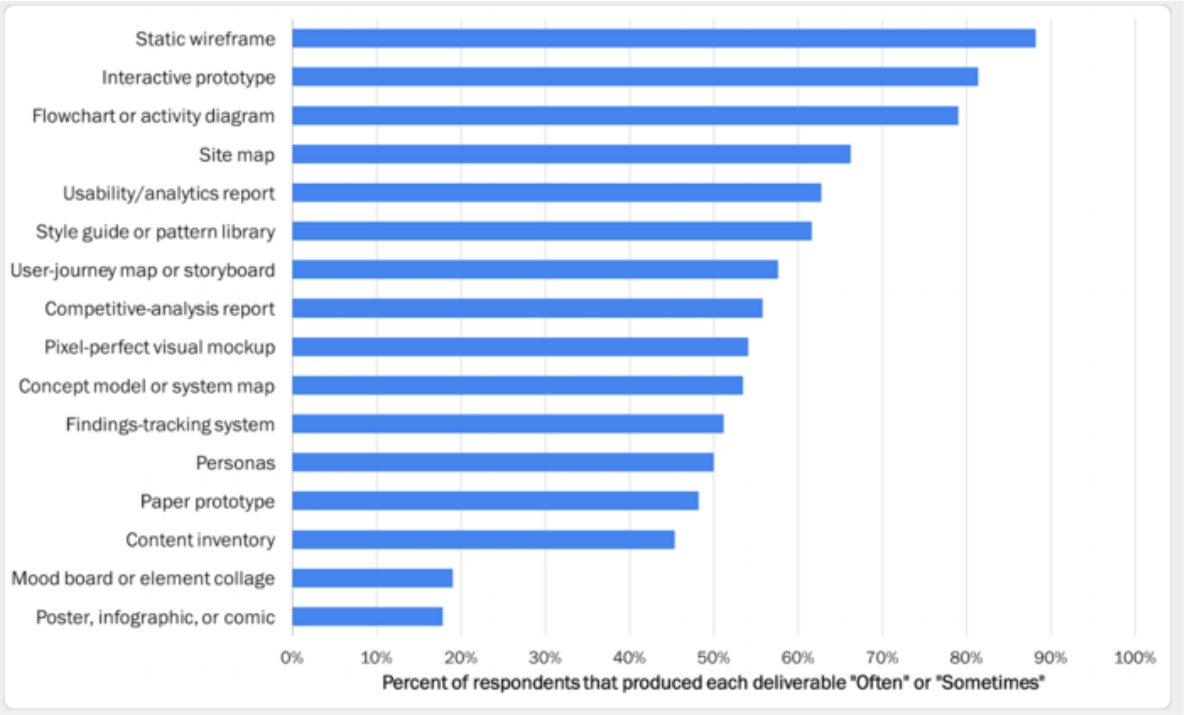 Static wireframe
Interactive prototype
Flowchart or activity diagram
Site map
Usability/analytics report
Style guide or pattern library
User-journey map or storyboard
Competitive-analysis report
Pixel-perfect visual mockup
Concept model or system map
Findings-tracking system
Personas
Paper prototype
Content inventory
Mood board or element collage
Poster, infographic, or comic
0% 10% 20% 30% 40% 50% 60% 70% 80% 90% 100%
Percent of respondents that produced each deliverable "Often" or "Sometimes"